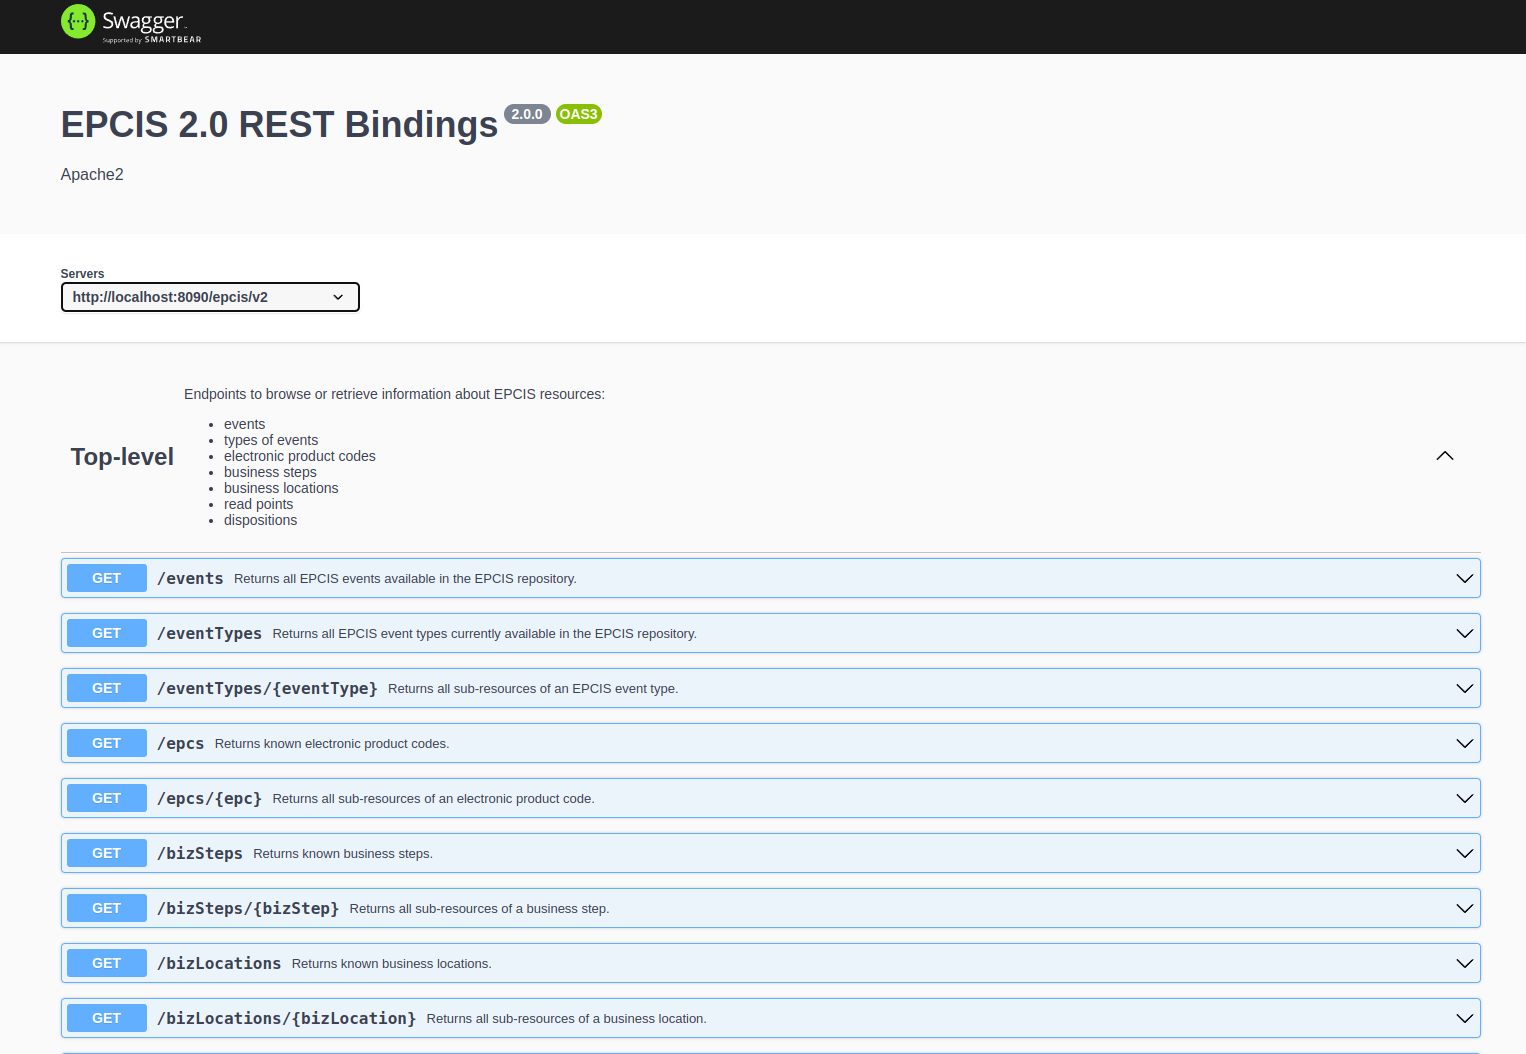 Swagger
Supported by SMARTBEAR
EPCIS 2.0 REST Bindings 2.0.0 OAS3
Apache2
Servers
http://localhost:8090/epcis/v2
Endpoints to browse or retrieve information about EPCIS resources:
events
types of events
electronic product codes
Top-level
business steps
business locations
read points
dispositions
GET /events Returns all EPCIS events available in the EPCIS repository.
GET /eventTypes Returns all EPCIS event types currently available in the EPCIS repository.
GET /eventTypes/{eventType} Returns all sub-resources of an EPCIS event type.
GET /epcs Returns known electronic product codes.
GET /epcs/{epc} Returns all sub-resources of an electronic product code.
GET /bizSteps Returns known business steps.
GET /bizSteps/{bizStep} Returns all sub-resources of a business step.
GET /bizLocations Returns known business locations.
GET /bizLocations/{bizLocation} Returns all sub-resources of a business location.